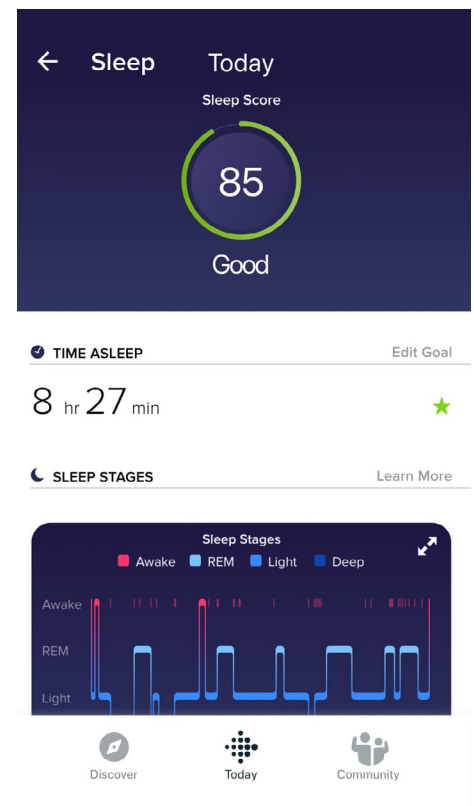 Sleep Today
Sleep Score
85
Good
TIME ASLEEP Edit Goal
8 hr 27 min
SLEEP STAGES Learn More
Sleep Stages
Awake REM Light Deep
Awake
REM
Light
Discover Today Community